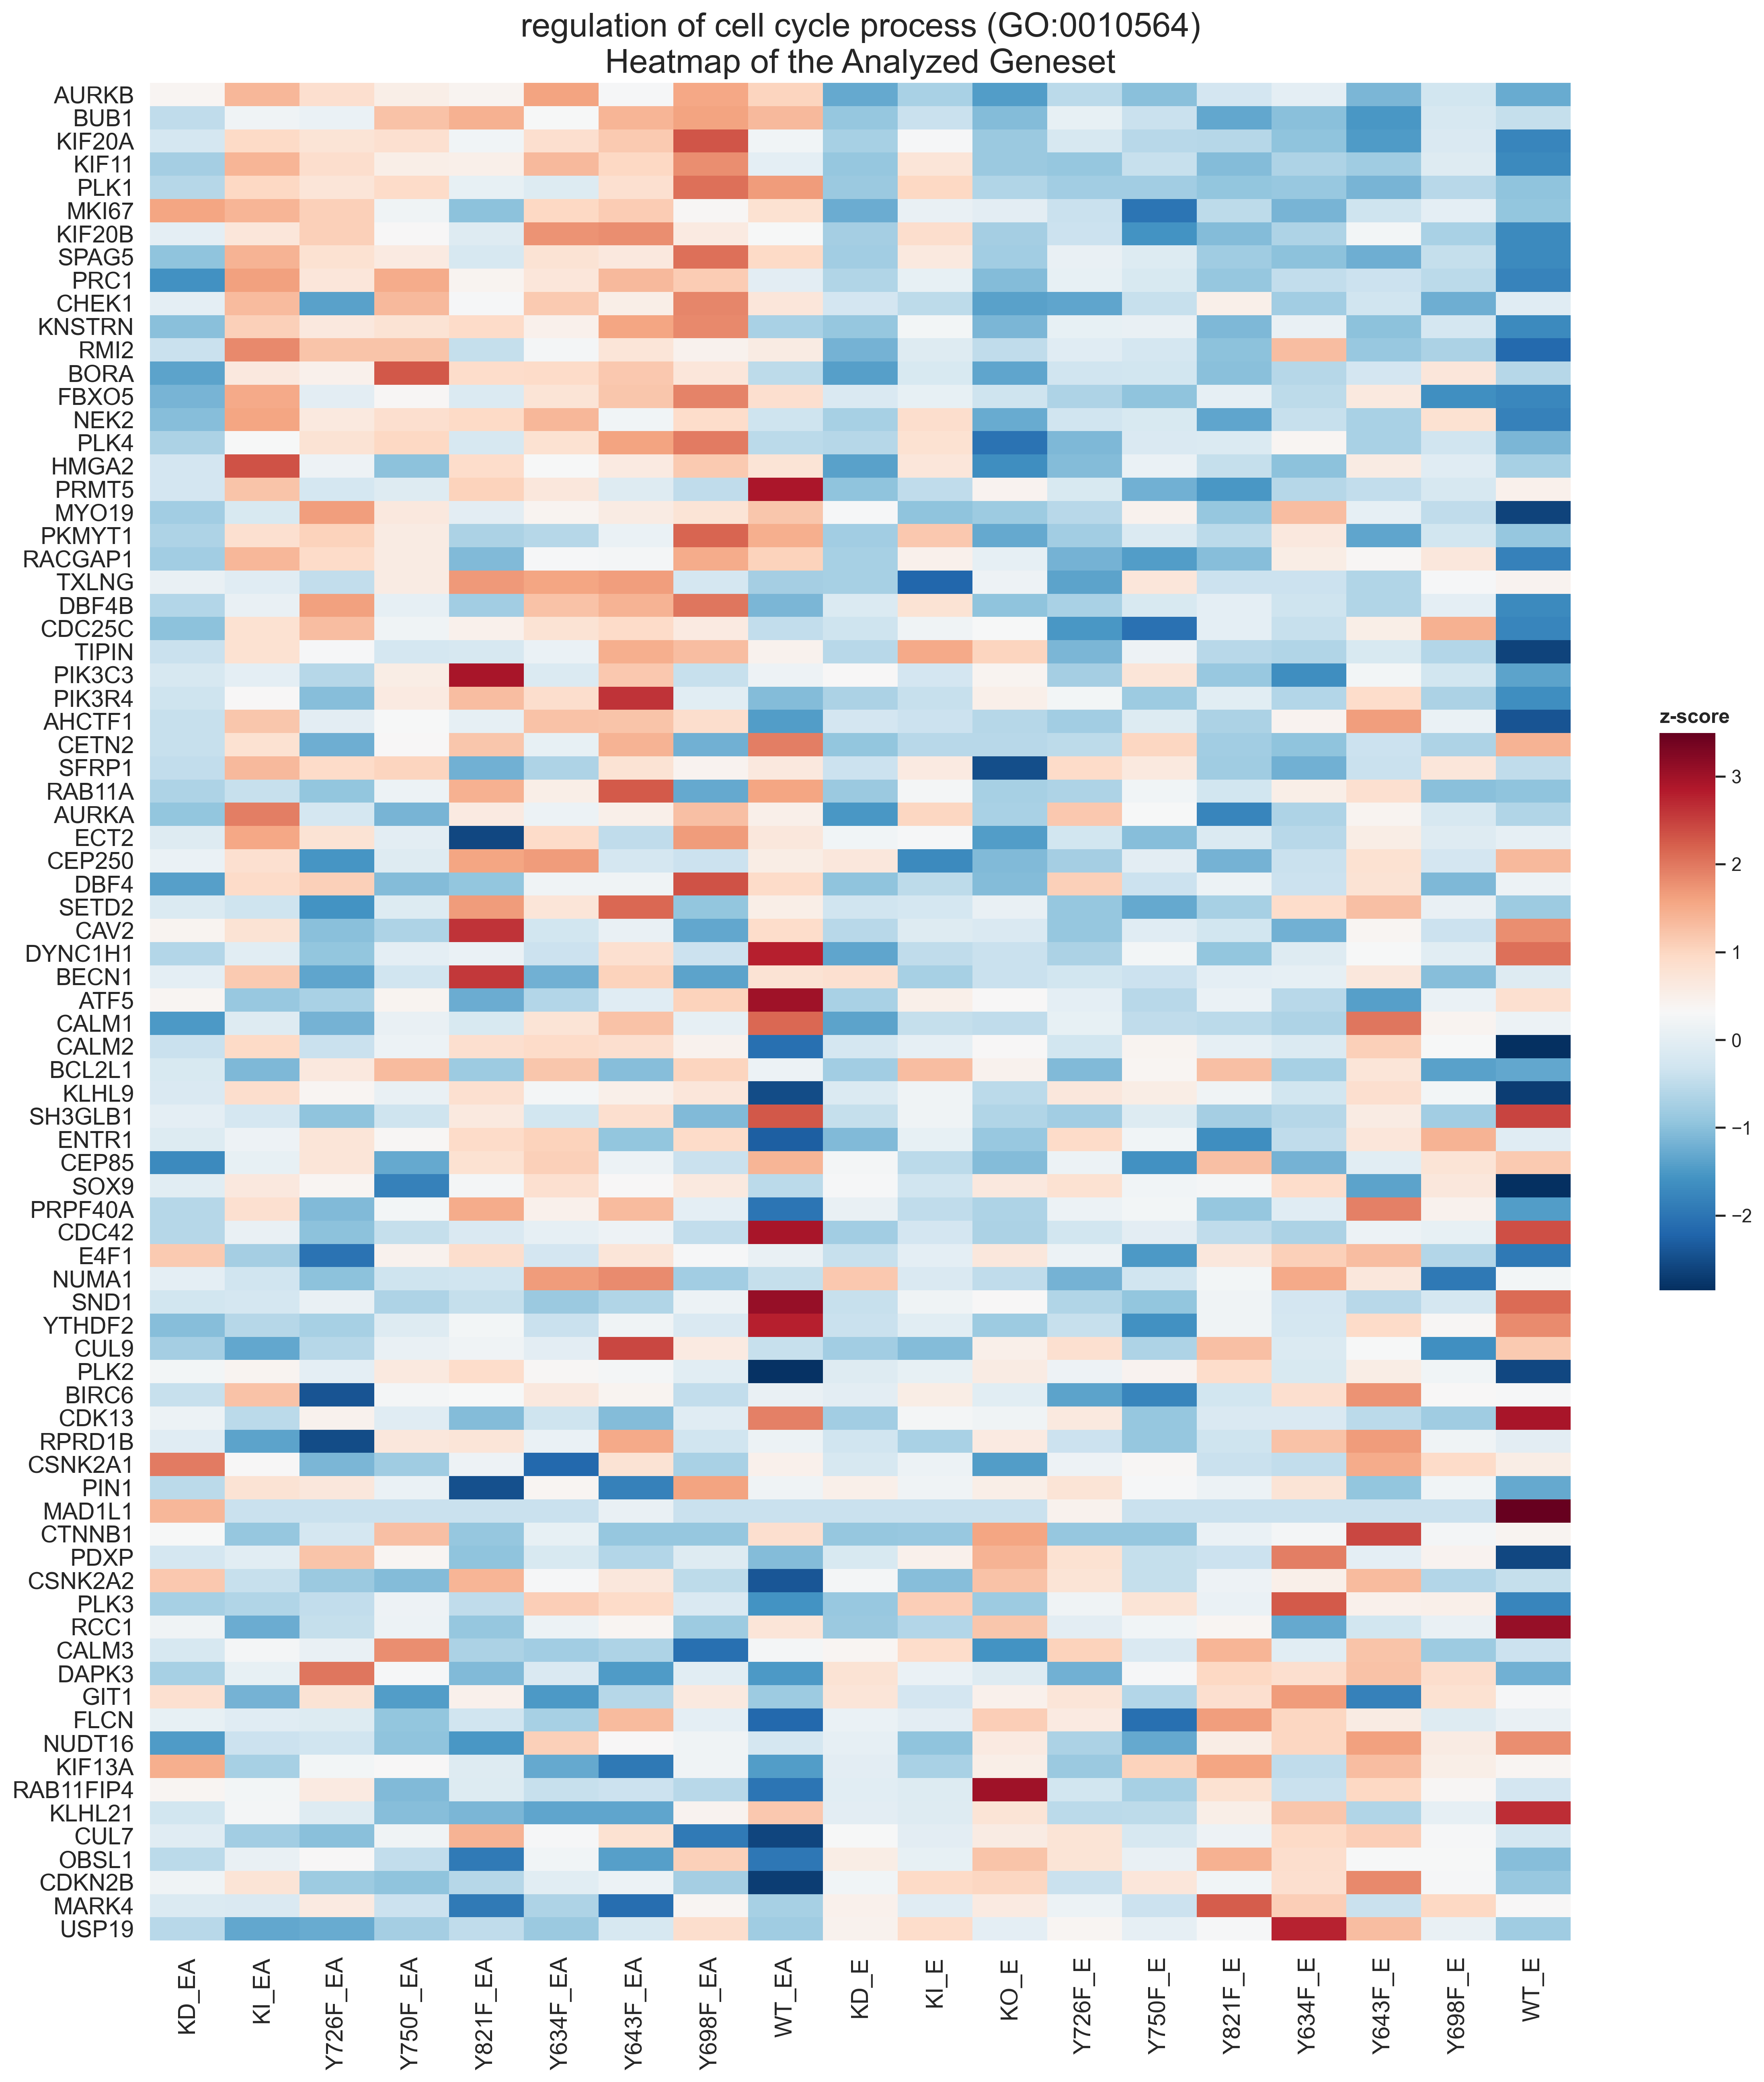 regulation of cell cycle process (GO:0010564)
Heatmap of the Analyzed Geneset
AURKB
BUB1
KIF20A
KIF11
PLK1
MKI67
KIF20B
SPAG5
PRC1
CHEK1
KNSTRN
RMI2
BORA
FBXO5
NEK2
PLK4
HMGA2
PRMT5
MYO19
PKMYT1
RACGAP1
TXLNG
DBF4B
CDC25C
TIPIN
PIK3C3
PIK3R4
AHCTF1
CETN2
SFRP1
RAB11A
AURKA
ECT2
CEP250
DBF4
SETD2
CAV2
DYNC1H1
BECN1
ATF5
CALM1
CALM2
BCL2L1
KLHL9
SH3GLB1
ENTR1
CEP85
SOX9
PRPF40A
CDC42
E4F1
NUMA1
SND1
YTHDF2
CUL9
PLK2
BIRC6
CDK13
RPRD1B
CSNK2A1
PIN1
MAD1L1
CTNNB1
PDXP
CSNK2A2
PLK3
RCC1
CALM3
DAPK3
GIT1
FLCN
NUDT16
KIF13A
RAB11FIP4
KLHL21
CUL7
OBSL1
CDKN2B
MARK4
USP19
KD_EA
KI_EA
Y726F_EA
Y750F_EA
Y821F_EA
Y634F_EA
Y643F_EA
Y698F_EA
WT_EA
KD_E
KI_E
KO_E
Y726F_E
Y750F_E
Y821F_E
Y634F_E
Y643F_E
Y698F_E
WT_E
z-score
3
2
1
0
−1
−2